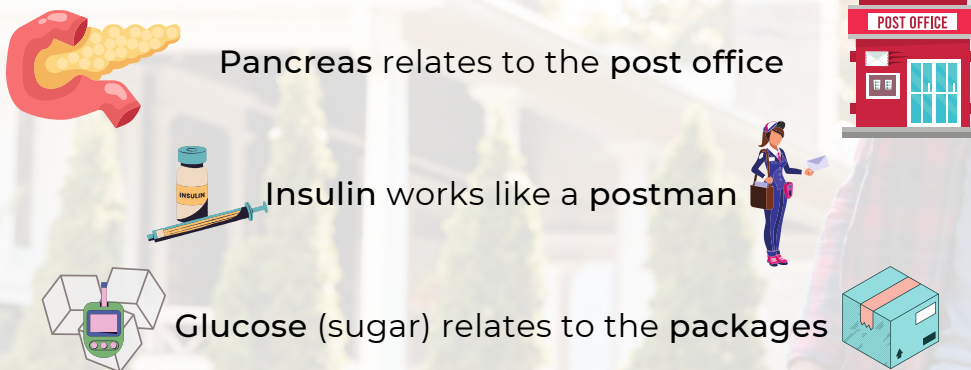 POST OFFICE
Pancreas relates to the post office
INSULIN
Insulin works like a postman
Glucose (sugar) relates to the packages